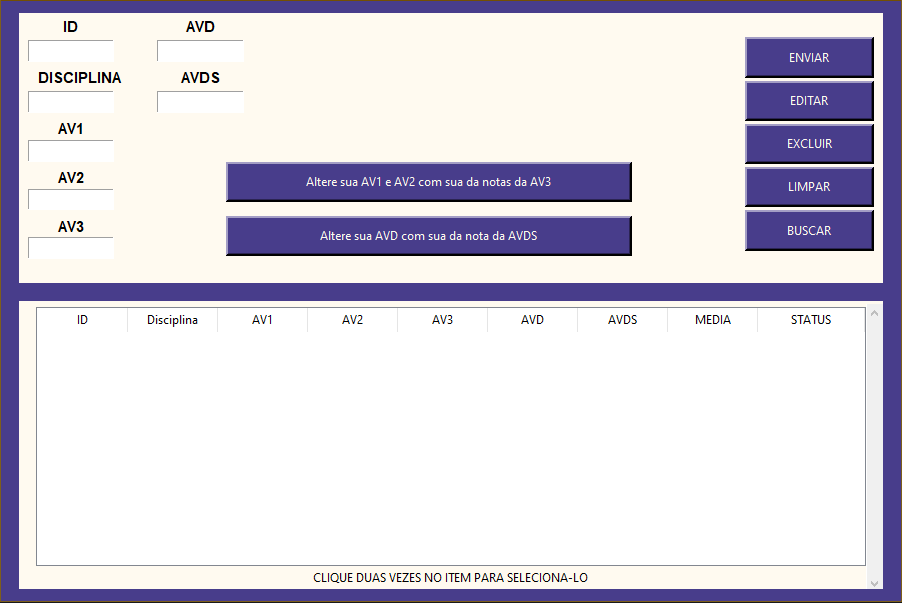 ID
AVD
DISCIPLINA
AVDS
AV1
AV2
AV3
Altere sua AV1 e AV2 com sua da notas da AV3
Altere sua AVD com sua da nota da AVDS
ENVIAR
EDITAR
EXCLUIR
LIMPAR
BUSCAR
ID Disciplina AV1 AV2 AV3 AVD AVDS MEDIA STATUS
CLIQUE DUAS VEZES NO ITEM PARA SELECIONA-LO